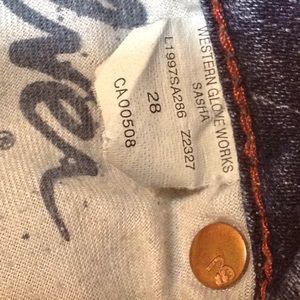 WESTERN GLOVE WORKS
SASHA
L1997SA286 Z2327
28
CA00508
®